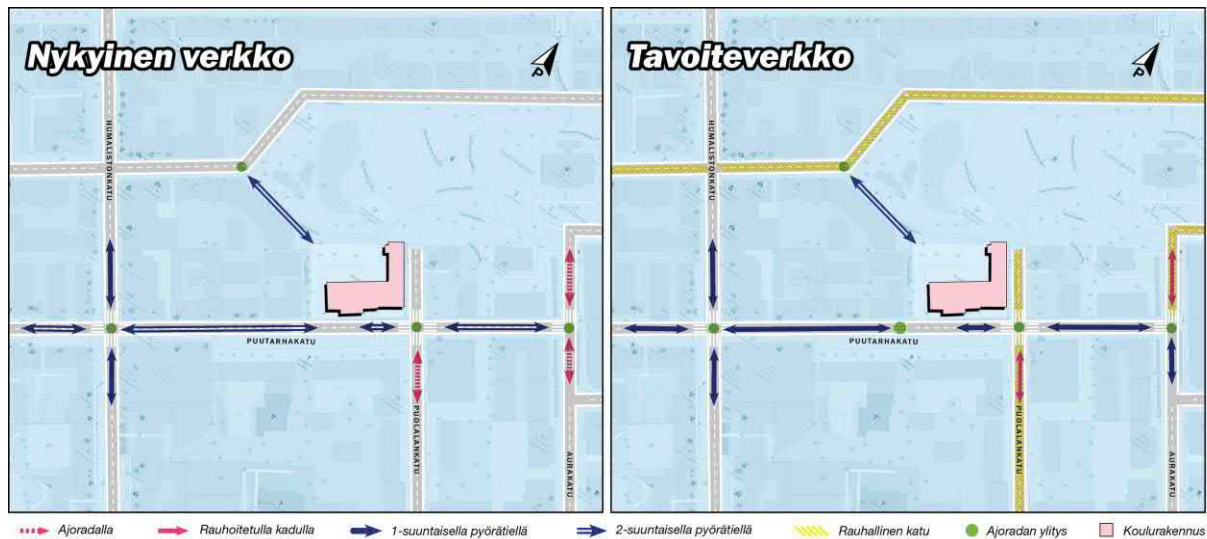 Nykyinen verkko
P
HUMALISTONKATU
PUUTARHAKATU
PUOLALANKATU
AURAKATU
Tavoiteverkko
P
HUMALISTONKATU
PUUTARHAKATU
PUOLALANKATU
AURAKATU
Ajoradalla
Rauhoitetulla kadulla
1-suuntaisella pyörätiellä
2-suuntaisella pyörätiellä
Rauhallinen katu
Ajoradan ylitys
Koulurakennus